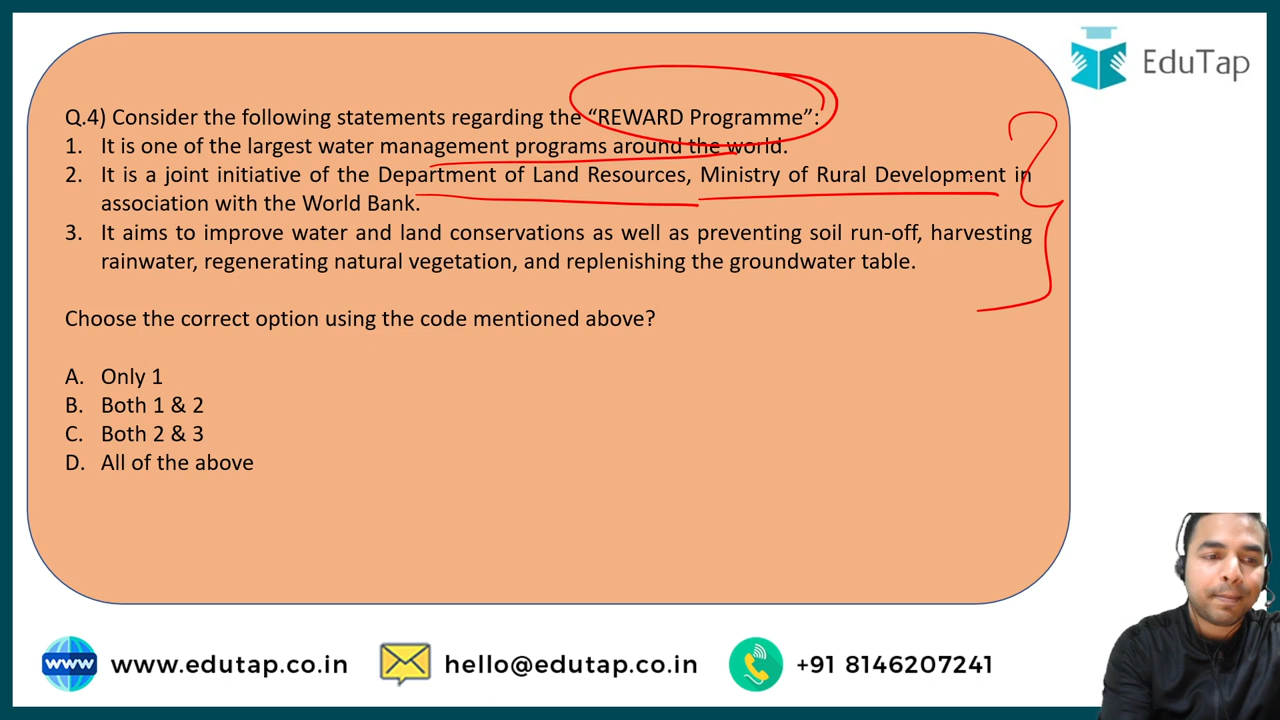 EduTap
Q.4) Consider the following statements regarding the “REWARD Programme”:
1. It is one of the largest water management programs around the world.
2. It is a joint initiative of the Department of Land Resources, Ministry of Rural Development in
association with the World Bank.
3. It aims to improve water and land conservations as well as preventing soil run-off, harvesting
rainwater, regenerating natural vegetation, and replenishing the groundwater table.
Choose the correct option using the code mentioned above?
A. Only 1
B. Both 1 & 2
C. Both 2 & 3
D. All of the above
www www.edutap.co.in hello@edutap.co.in +91 8146207241